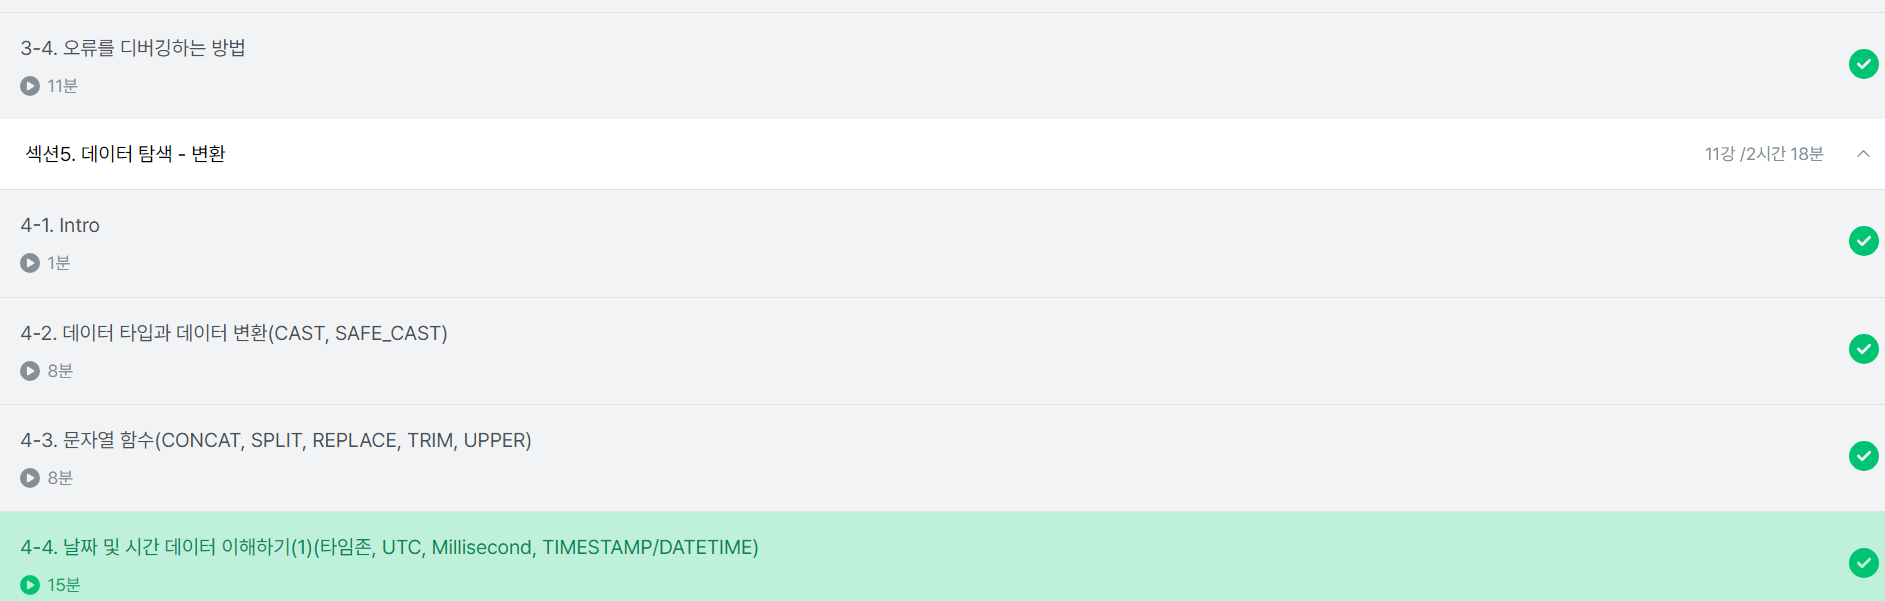 3-4. 오류를 디버깅하는 방법
11분
섹션5. 데이터 탐색 - 변환
11강 /2시간 18분
4-1. Intro
1분
4-2. 데이터 타입과 데이터 변환(CAST, SAFE_CAST)
8분
4-3. 문자열 함수(CONCAT, SPLIT, REPLACE, TRIM, UPPER)
8분
4-4. 날짜 및 시간 데이터 이해하기(1)(타임존, UTC, Millisecond, TIMESTAMP/DATETIME)
15분